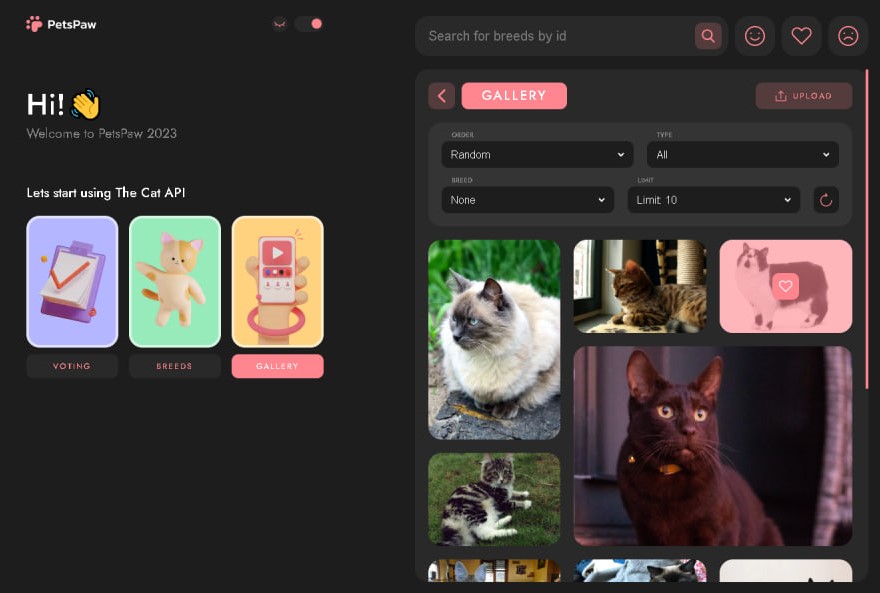 PetsPaw
Search for breeds by id
Hi!
Welcome to PetsPaw 2023
Lets start using The Cat API
VOTING
BREEDS
GALLERY
GALLERY
UPLOAD
ORDER
Random
TYPE
All
BREED
None
LIMIT
Limit: 10